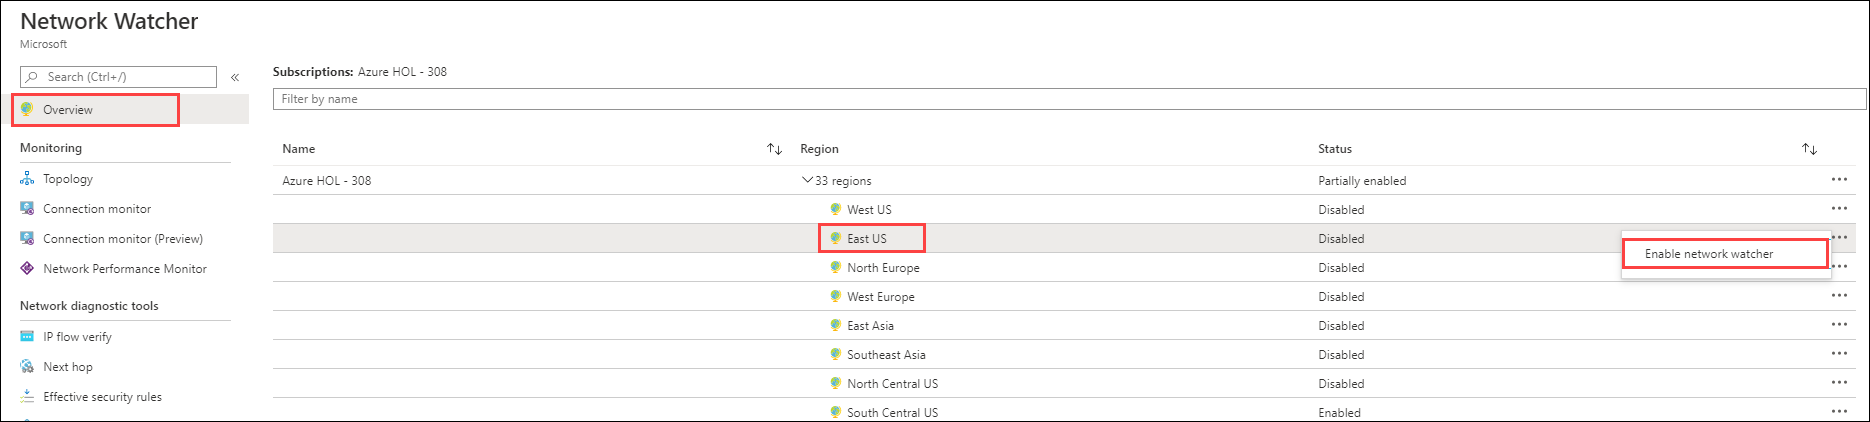 Network Watcher
Microsoft
Search (Ctrl+/)
«
Overview
Monitoring
Topology
Connection monitor
Connection monitor (Preview)
Network Performance Monitor
Network diagnostic tools
IP flow verify
Next hop
Effective security rules
Subscriptions: Azure HOL - 308
Filter by name
Name Region Status
Azure HOL - 308 33 regions Partially enabled
West US Disabled
East US Disabled
Enable network watcher
North Europe Disabled
West Europe Disabled
East Asia Disabled
Southeast Asia Disabled
North Central US Disabled
South Central US Enabled